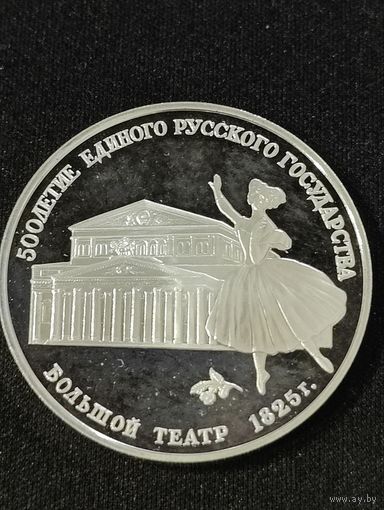 500ЛЕТИЕ ЕДИНОГО РУССКОГО ГОСУДАРСТВА
БОЛЬШОЙ ТЕАТР 1825г.
www.ay.by